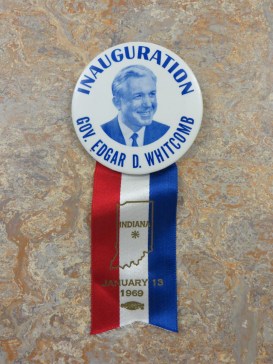 INAUGURATION
GOV. EDGAR D. WHITCOMB
INDIANA
JANUARY 13
1969